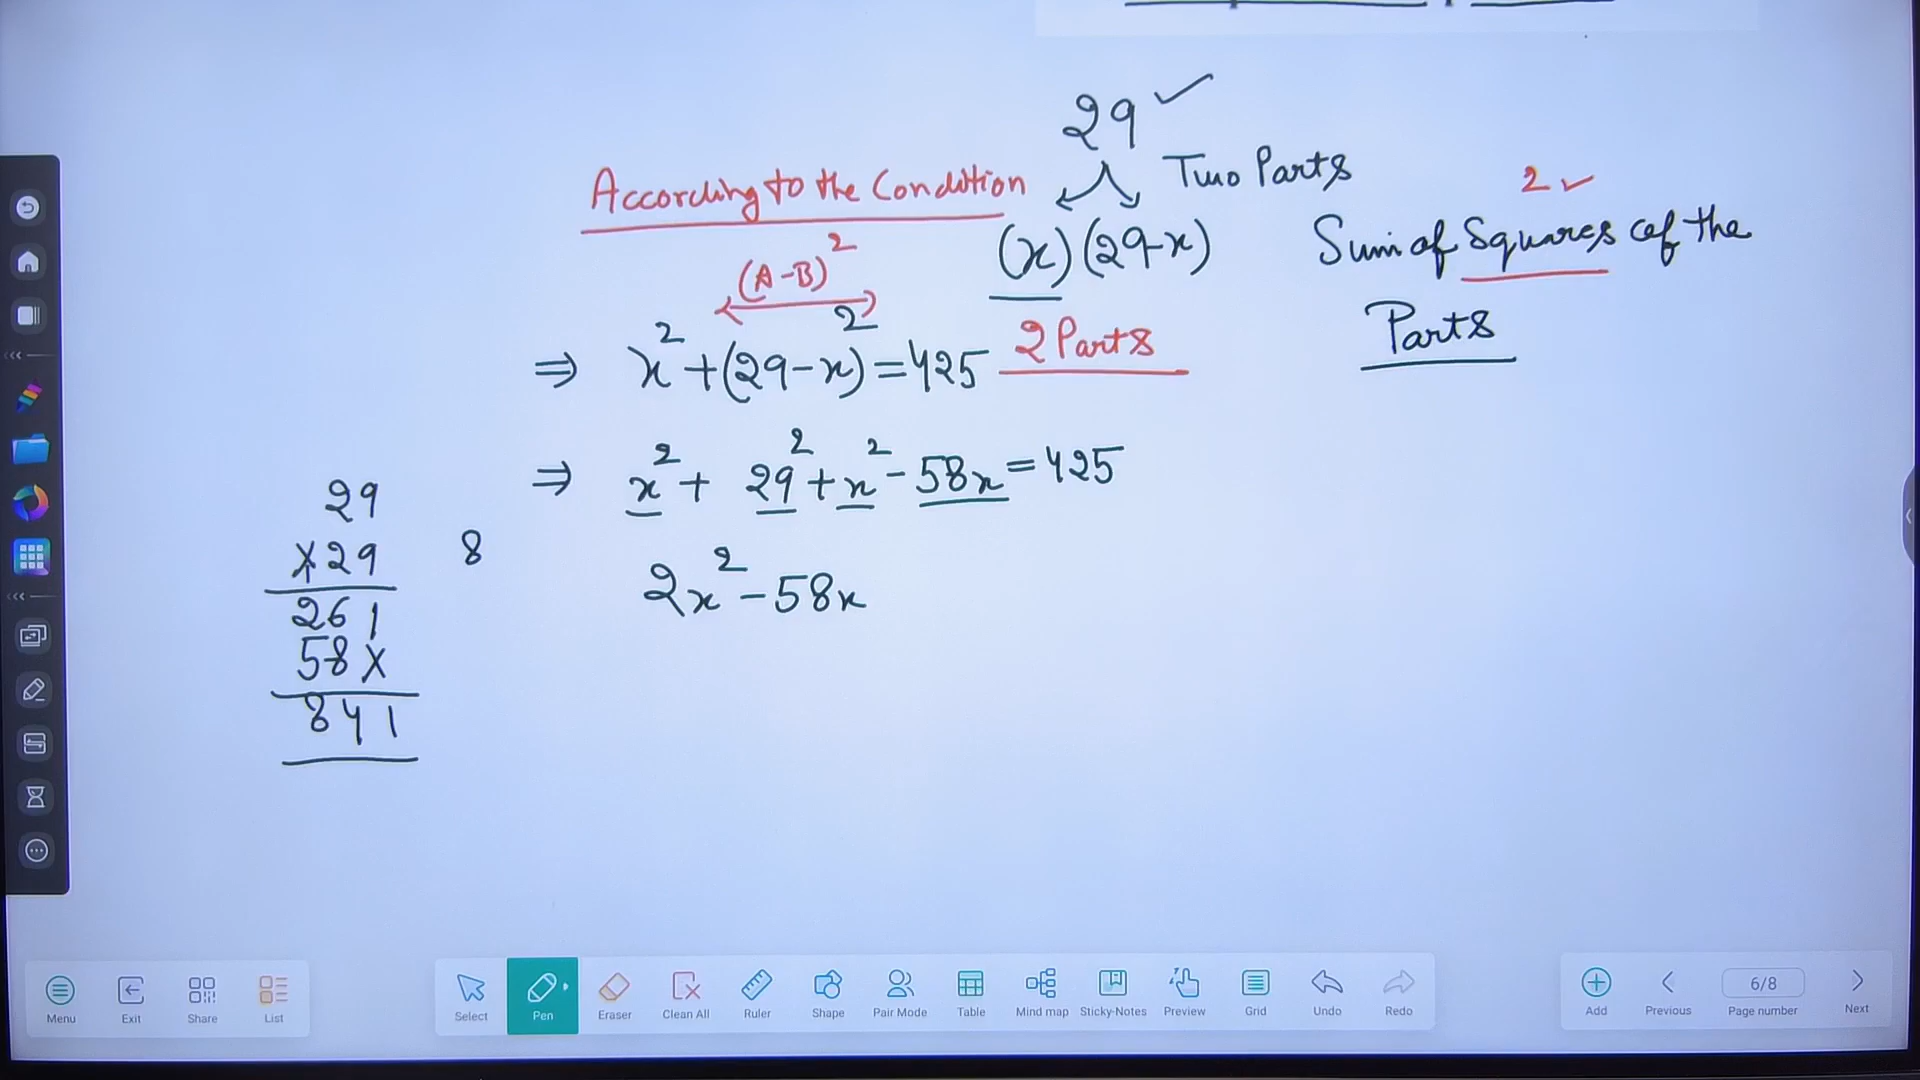 29 ✓
Two Parts
According to the Condition
(x) (29-x)
2 ✓
Sum of Squares of the
Parts
(A-B)²
⇒ x² + (29-x)² = 425
2 Parts
⇒ x² + 29² + x² - 58x = 425
2x² - 58x
29
×29
261
58×
841
8
Menu Exit Share List
Select Pen Eraser Clean All Ruler Shape Pair Mode Table Mind map Sticky-Notes Preview Grid Undo Redo
Add Previous 6/8 Page number Next